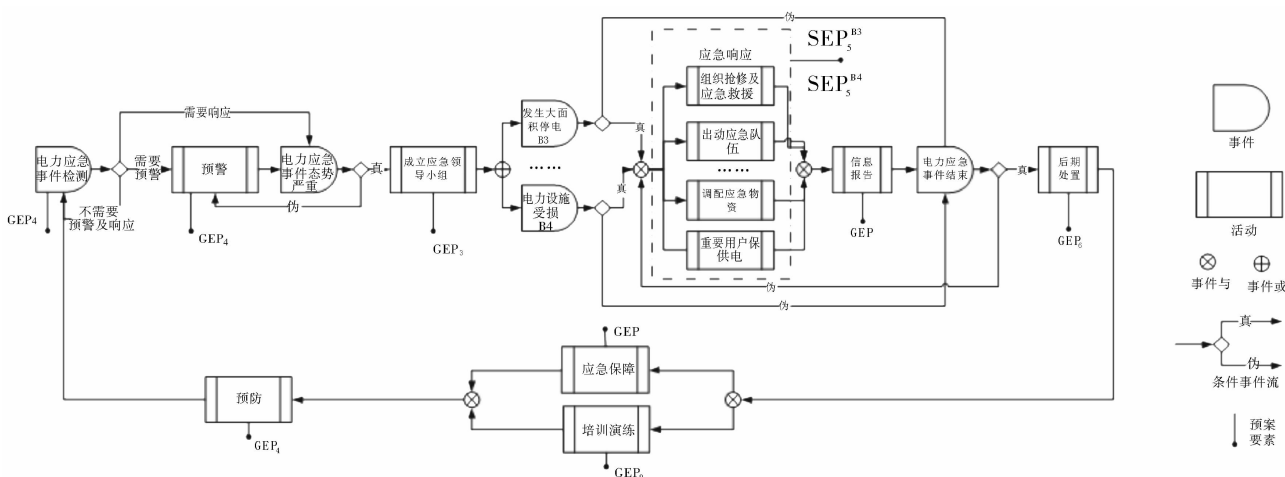 伪
SEP₅ᴮ³
SEP₅ᴮ⁴
应急响应
组织抢修及
应急救援
事件
需要响应
发生大面
积停电
B3
真
出动应急队
伍
电力应急
事件检测
需要
预警
预警
电力应急
事件态势
严重
真
成立应急领
导小组
……
……
信息
报告
电力应急
事件结束
真
后期
处置
伪
真
电力设施
受损
B4
调配应急物
资
不需要
预警及响应
GEP4
GEP₄
GEP₃
GEP
GEP₆
重要用户保
供电
活动
伪
伪
事件与
事件或
GEP
真
应急保障
伪
条件事件流
预防
培训演练
预案
要素
GEP₄
GEP₉